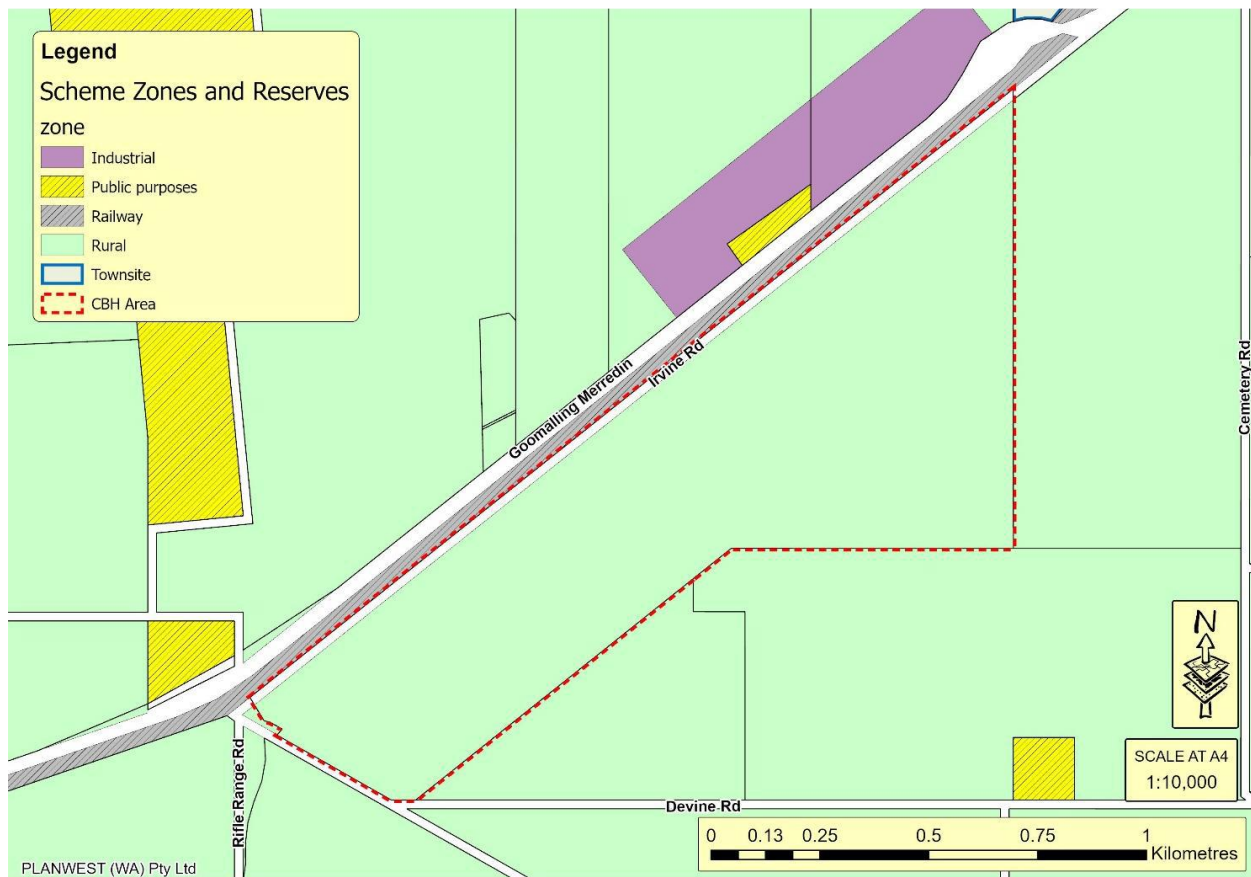 Legend
Scheme Zones and Reserves
zone
Industrial
Public purposes
Railway
Rural
Townsite
CBH Area
Goomalling Merredin
Irvine Rd
Cemetery Rd
Rifle Range Rd
Devine Rd
N
SCALE AT A4
1:10,000
0 0.13 0.25 0.5 0.75 1
Kilometres
PLANWEST (WA) Pty Ltd